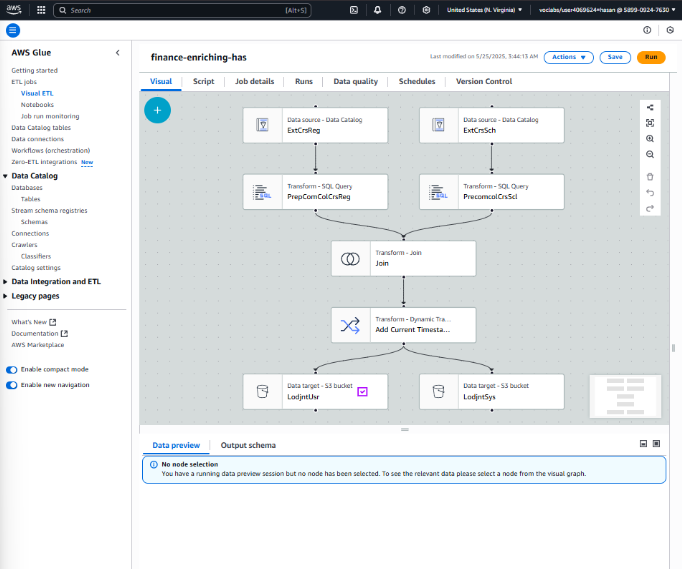 aws
Search
[Alt+S]
United States (N. Virginia)
voclabs/user4069624=hasan @ 5899-0924-7630
AWS Glue
Getting started
ETL jobs
Visual ETL
Notebooks
Job run monitoring
Data Catalog tables
Data connections
Workflows (orchestration)
Zero-ETL integrations New
Data Catalog
Databases
Tables
Stream schema registries
Schemas
Connections
Crawlers
Classifiers
Catalog settings
Data Integration and ETL
Legacy pages
What's New
Documentation
AWS Marketplace
Enable compact mode
Enable new navigation
finance-enriching-has
Last modified on 5/25/2025, 3:44:13 AM
Actions
Save
Run
Visual
Script
Job details
Runs
Data quality
Schedules
Version Control
Data source - Data Catalog
ExtCrsReg
Data source - Data Catalog
ExtCrsSch
SQL
Transform - SQL Query
PrepComColCrsReg
SQL
Transform - SQL Query
PrecomcolCrsScl
Transform - Join
Join
Transform - Dynamic Tra...
Add Current Timesta...
Data target - S3 bucket
LodjntUsr
Data target - S3 bucket
LodjntSys
Data preview
Output schema
No node selection
You have a running data preview session but no node has been selected. To see the relevant data please select a node from the visual graph.